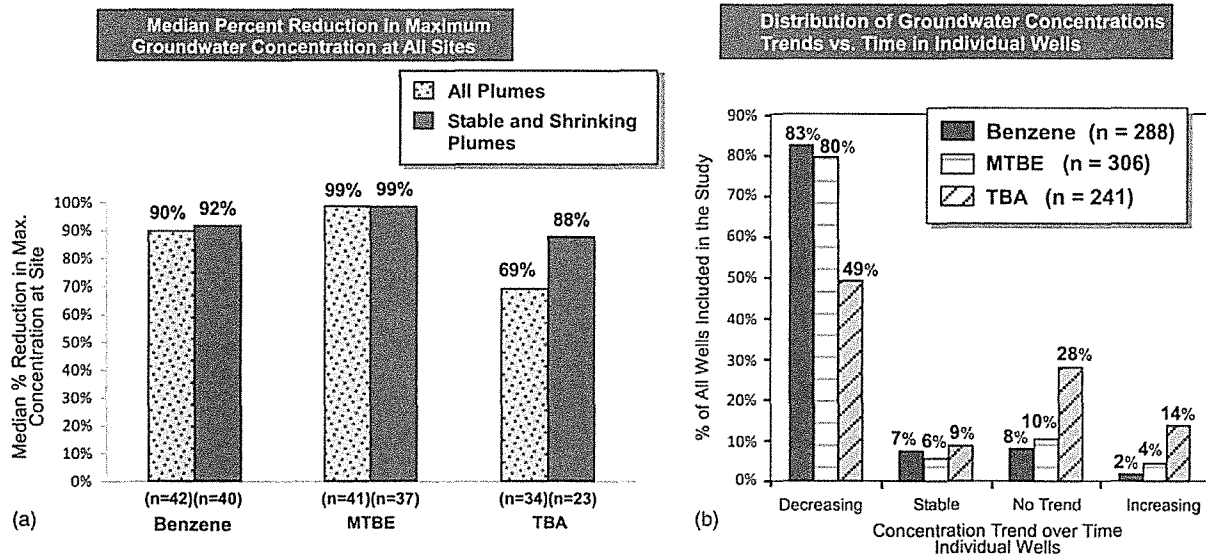 Median Percent Reduction in Maximum
Groundwater Concentration at All Sites
All Plumes
Stable and Shrinking
Plumes
Median % Reduction in Max.
Concentration at Site
100%
90%
80%
70%
60%
50%
40%
30%
20%
10%
0%
90%
92%
99%
99%
69%
88%
(n=42)(n=40)
(n=41)(n=37)
(n=34)(n=23)
Benzene
MTBE
TBA
(a)
Distribution of Groundwater Concentrations
Trends vs. Time in Individual Wells
Benzene (n = 288)
MTBE (n = 306)
TBA (n = 241)
% of All Wells Included in the Study
90%
80%
70%
60%
50%
40%
30%
20%
10%
0%
83%
80%
49%
7%
6%
9%
8%
10%
28%
2%
4%
14%
Decreasing
Stable
No Trend
Increasing
Concentration Trend over Time
Individual Wells
(b)